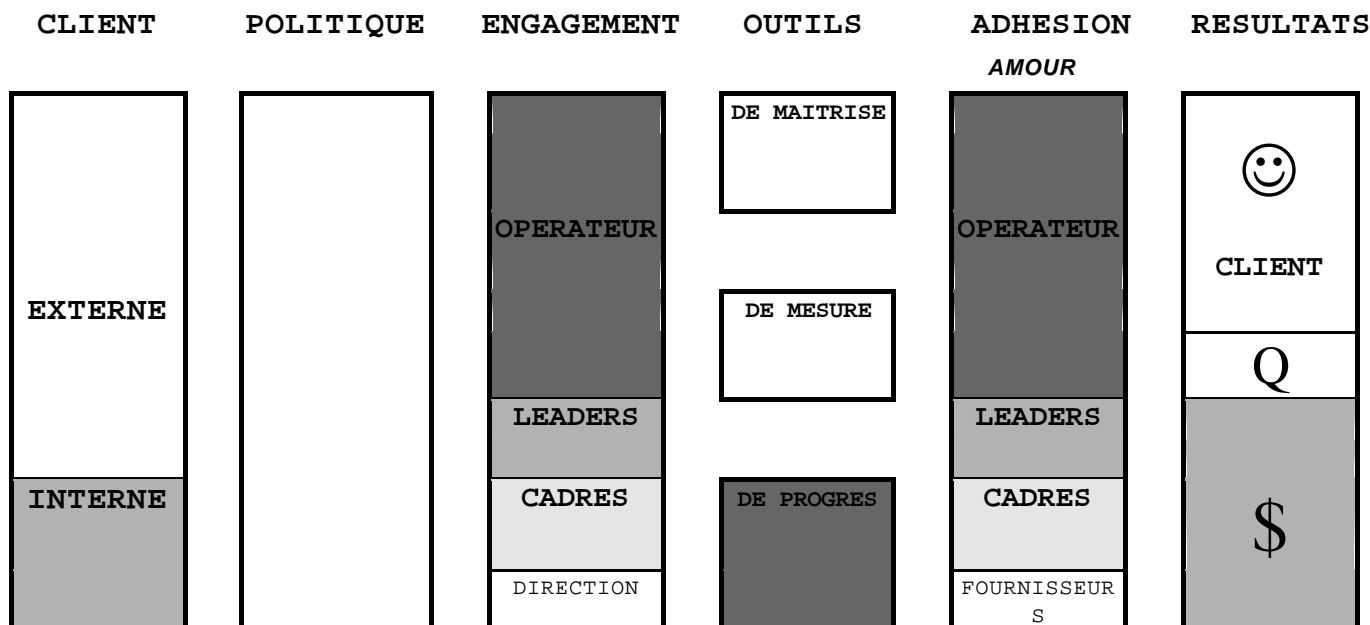 CLIENT POLITIQUE ENGAGEMENT OUTILS ADHESION RESULTATS
AMOUR
EXTERNE
INTERNE
OPERATEUR
LEADERS
CADRES
DIRECTION
DE MAITRISE
DE MESURE
DE PROGRES
OPERATEUR
LEADERS
CADRES
FOURNISSEUR
S
CLIENT
Q
$